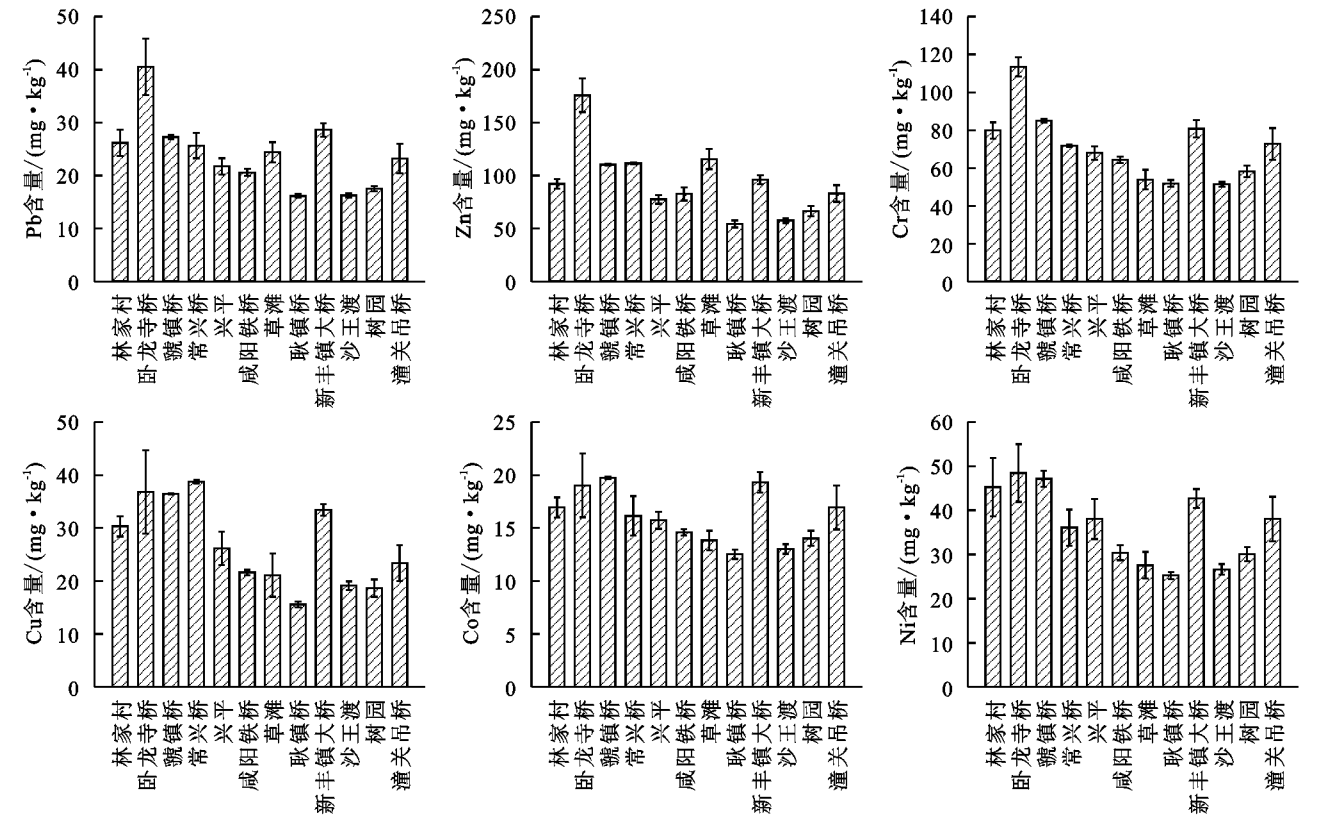 Pb含量/(mg·kg⁻¹)
50
40
30
20
10
0
林家村
卧龙寺桥
虢镇桥
常兴桥
兴平
咸阳铁桥
草滩
耿镇桥
新丰镇大桥
沙王渡
树园
潼关吊桥
Zn含量/(mg·kg⁻¹)
250
200
150
100
50
0
林家村
卧龙寺桥
虢镇桥
常兴桥
兴平
咸阳铁桥
草滩
耿镇桥
新丰镇大桥
沙王渡
树园
潼关吊桥
Cr含量/(mg·kg⁻¹)
140
120
100
80
60
40
20
0
林家村
卧龙寺桥
虢镇桥
常兴桥
兴平
咸阳铁桥
草滩
耿镇桥
新丰镇大桥
沙王渡
树园
潼关吊桥
Cu含量/(mg·kg⁻¹)
50
40
30
20
10
0
林家村
卧龙寺桥
虢镇桥
常兴桥
兴平
咸阳铁桥
草滩
耿镇桥
新丰镇大桥
沙王渡
树园
潼关吊桥
Co含量/(mg·kg⁻¹)
25
20
15
10
5
0
林家村
卧龙寺桥
虢镇桥
常兴桥
兴平
咸阳铁桥
草滩
耿镇桥
新丰镇大桥
沙王渡
树园
潼关吊桥
Ni含量/(mg·kg⁻¹)
60
50
40
30
20
10
0
林家村
卧龙寺桥
虢镇桥
常兴桥
兴平
咸阳铁桥
草滩
耿镇桥
新丰镇大桥
沙王渡
树园
潼关吊桥